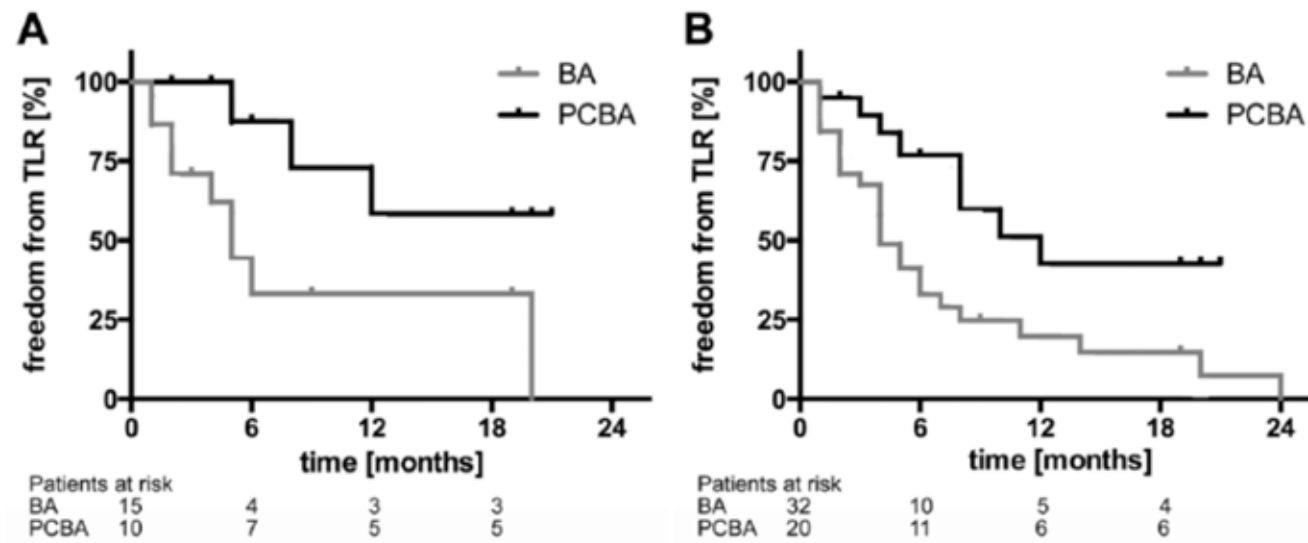 A
freedom from TLR [%]
100
75
50
25
0
BA
PCBA
0 6 12 18 24
time [months]
Patients at risk
BA 15 4 3 3
PCBA 10 7 5 5
B
freedom from TLR [%]
100
75
50
25
0
BA
PCBA
0 6 12 18 24
time [months]
Patients at risk
BA 32 10 5 4
PCBA 20 11 6 6